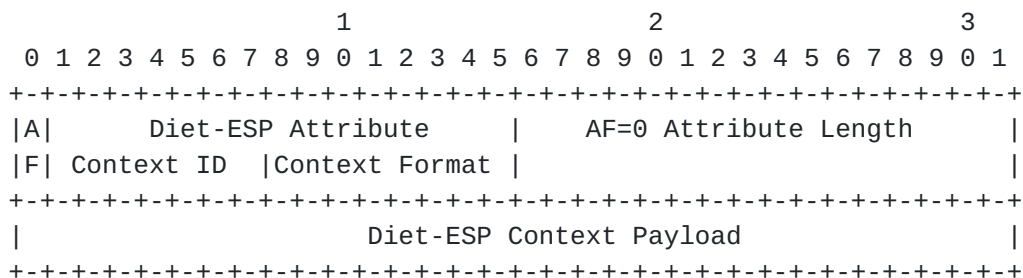 1                   2                   3
 0 1 2 3 4 5 6 7 8 9 0 1 2 3 4 5 6 7 8 9 0 1 2 3 4 5 6 7 8 9 0 1
+-+-+-+-+-+-+-+-+-+-+-+-+-+-+-+-+-+-+-+-+-+-+-+-+-+-+-+-+-+-+-+-+
|A|      Diet-ESP Attribute     |    AF=0 Attribute Length      |
|F| Context ID  |Context Format |                               |
+-+-+-+-+-+-+-+-+-+-+-+-+-+-+-+-+-+-+-+-+-+-+-+-+-+-+-+-+-+-+-+-+
|                      Diet-ESP Context Payload                 |
+-+-+-+-+-+-+-+-+-+-+-+-+-+-+-+-+-+-+-+-+-+-+-+-+-+-+-+-+-+-+-+-+